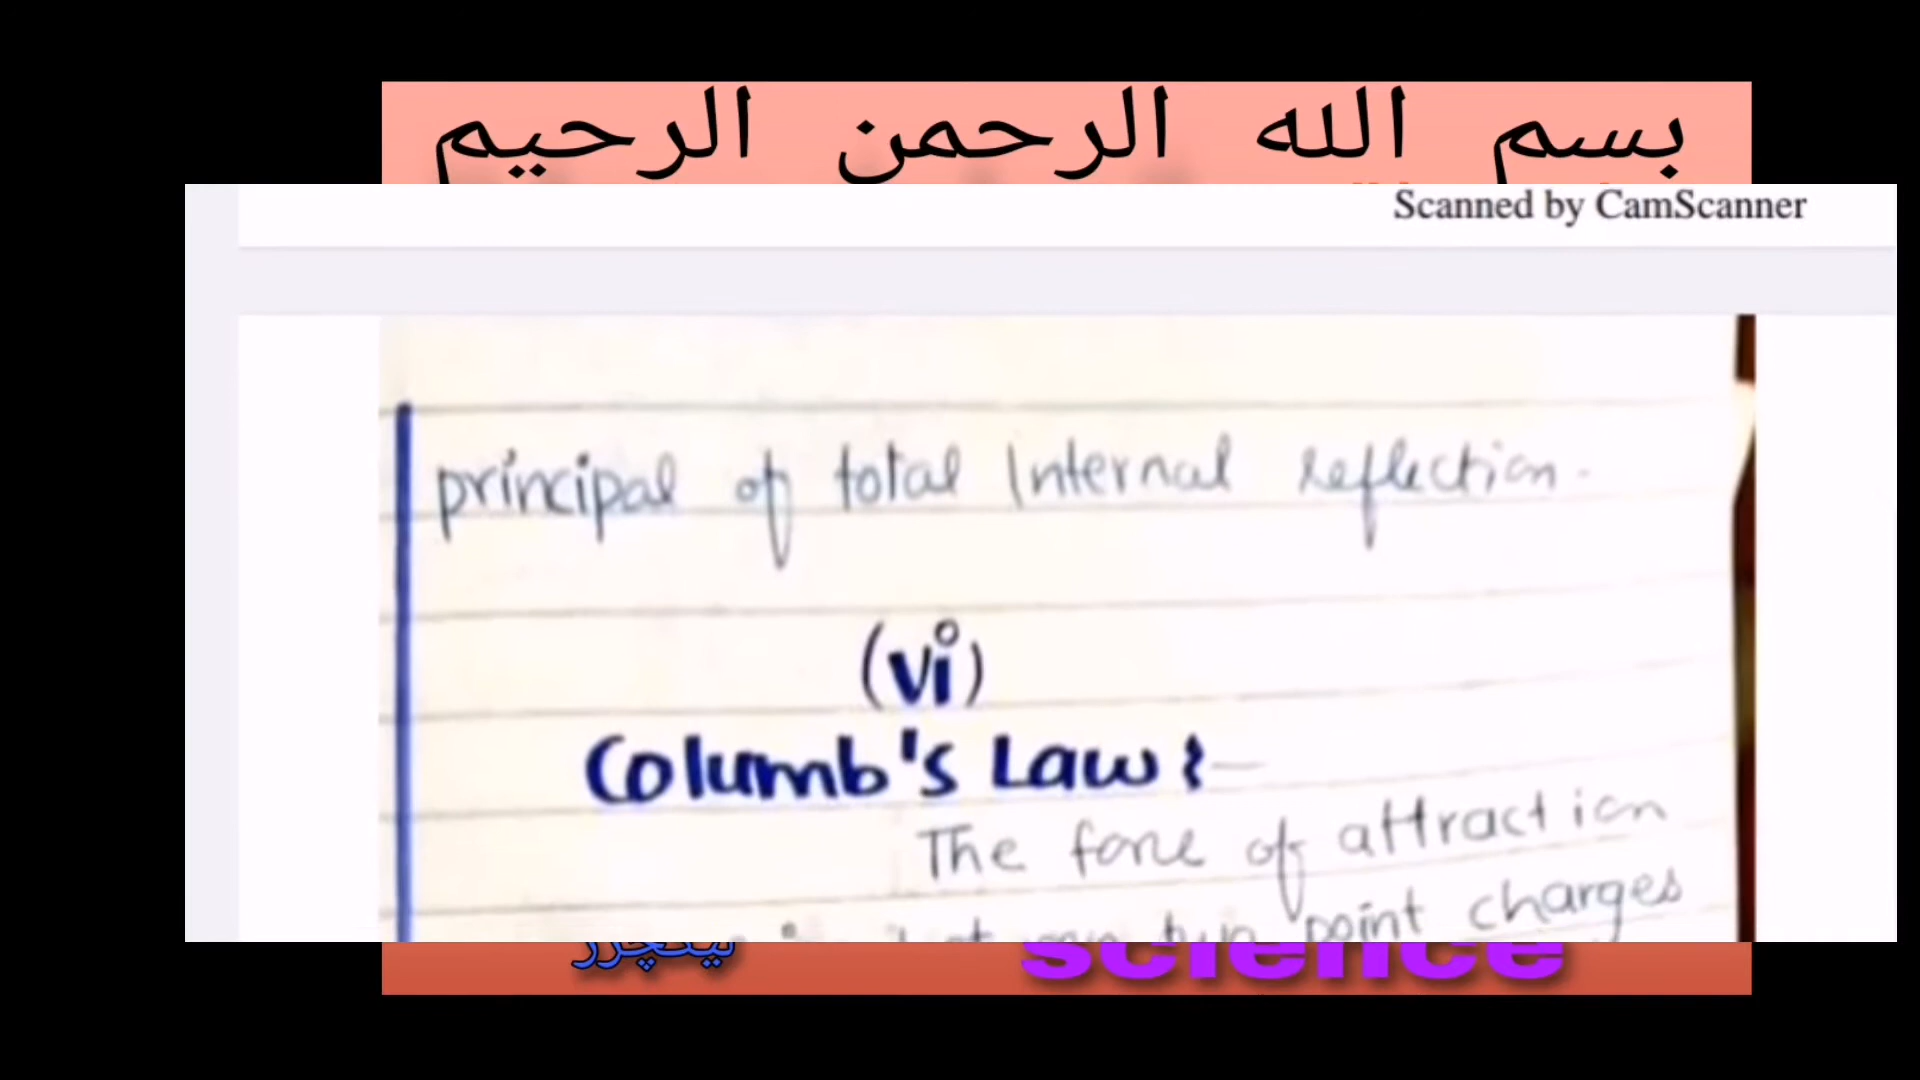 بسم الله الرحمن الرحيم
Scanned by CamScanner
principal of total Internal reflection.
(vi)
Columb's Law :-
The force of attraction
point charges
science